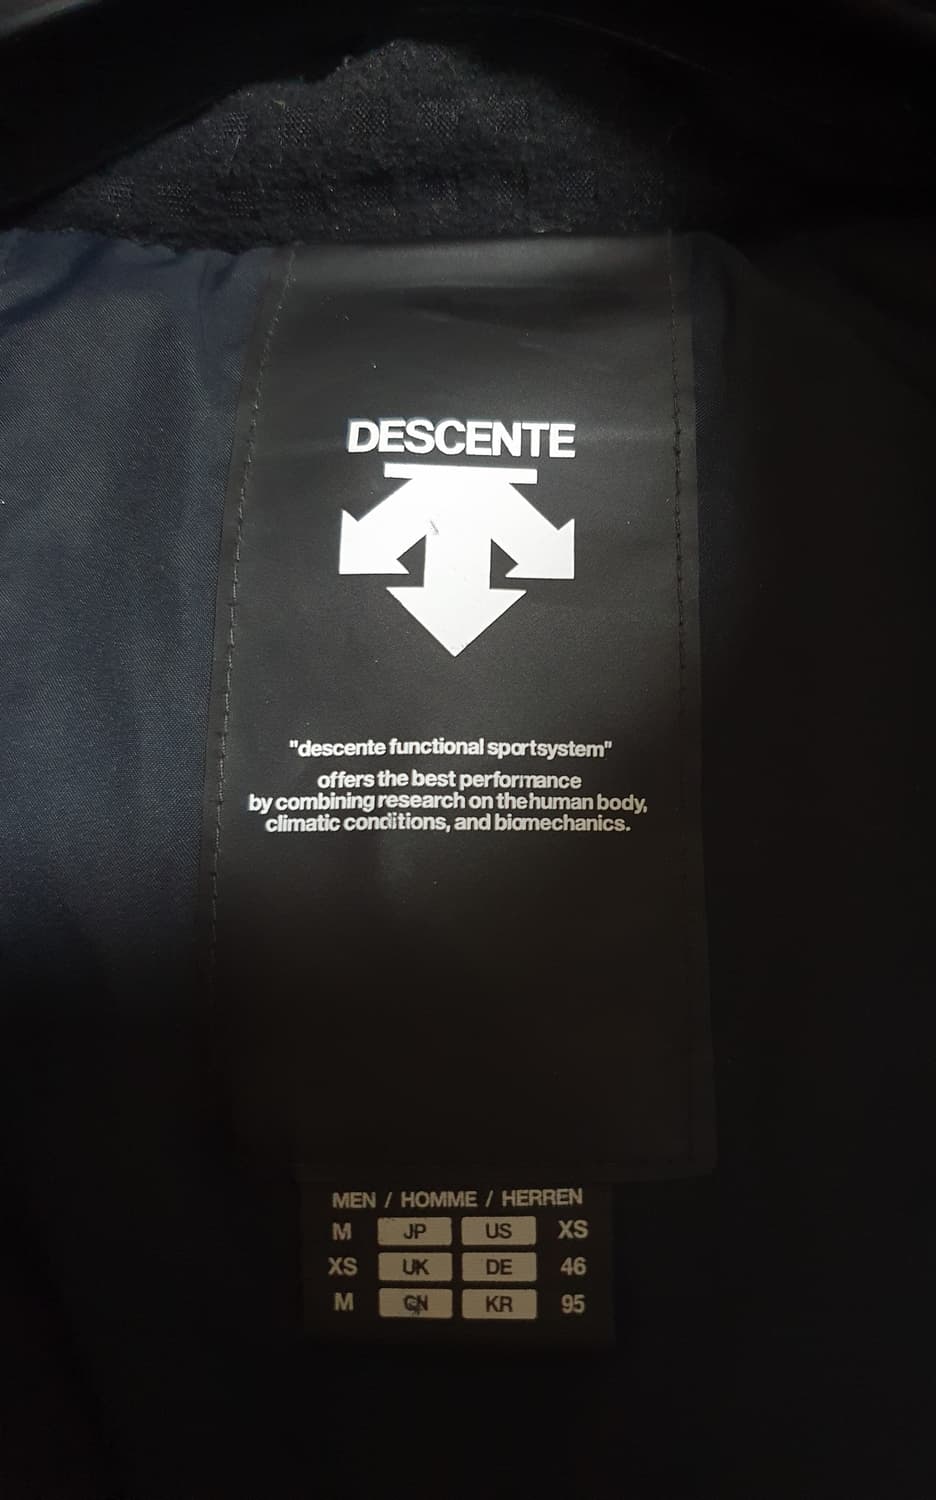 DESCENTE
"descente functional sportsystem"
offers the best performance
by combining research on the human body,
climatic conditions, and biomechanics.
MEN / HOMME / HERREN
M JP US XS
XS UK DE 46
M CN KR 95